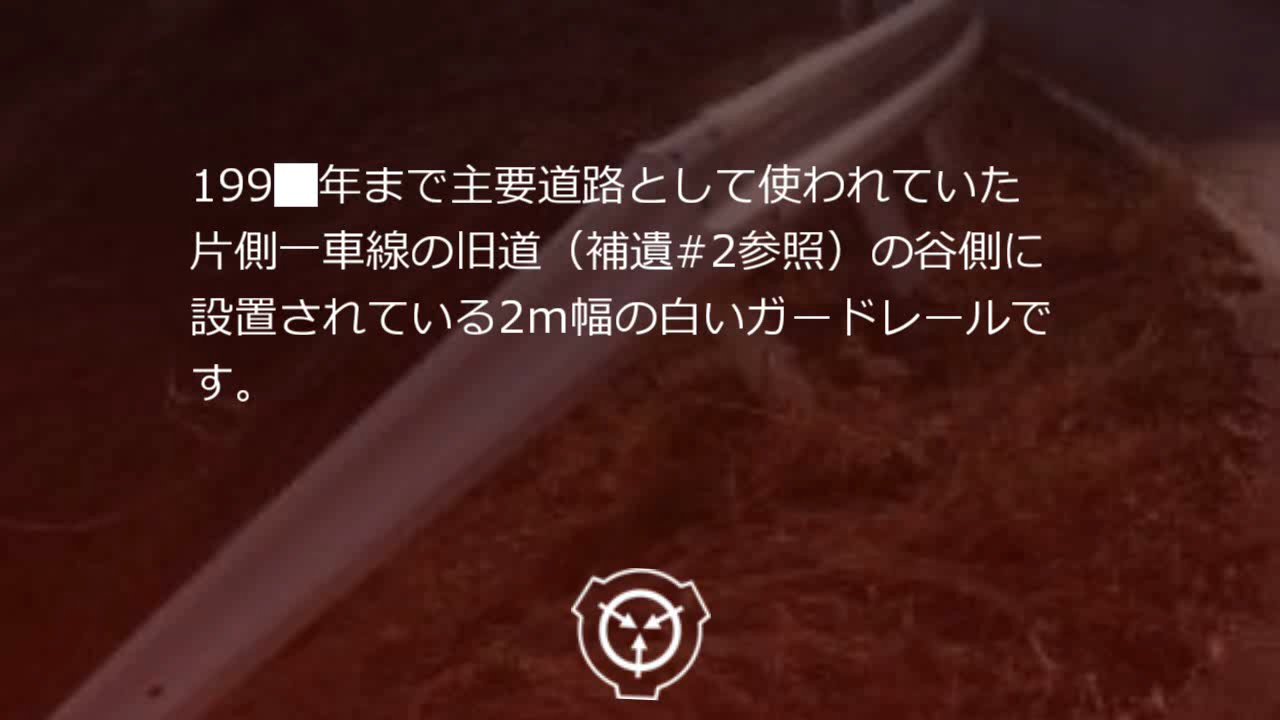 199█年まで主要道路として使われていた
片側一車線の旧道（補遺#2参照）の谷側に
設置されている2m幅の白いガードレールで
す。